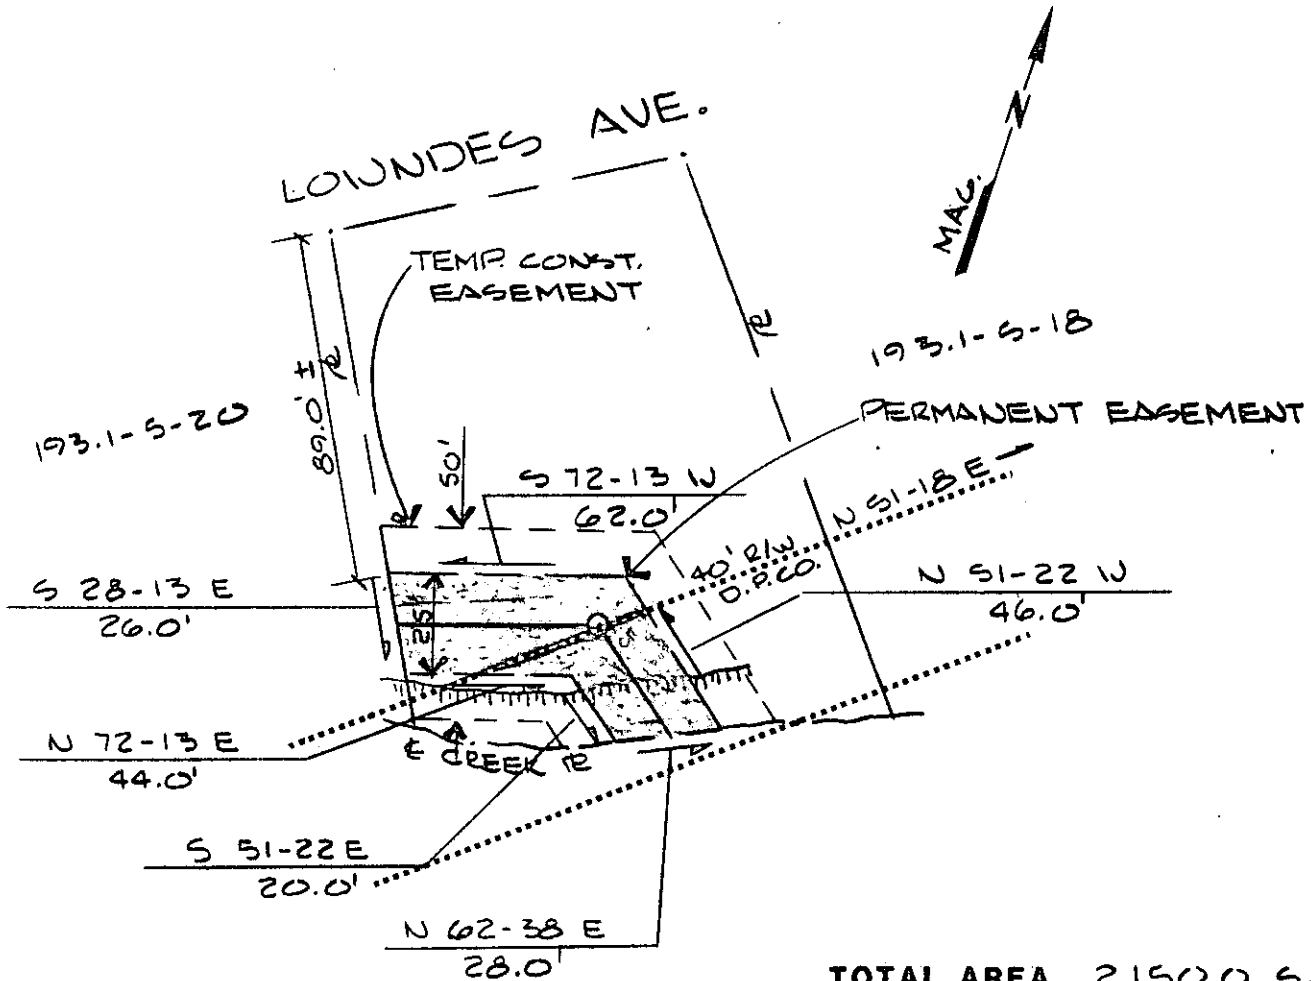 LOWNDES AVE.
N
MAG.
TEMP. CONST.
EASEMENT
193.1-5-18
193.1-5-20
89.0' ±
PERMANENT EASEMENT
50'
S 72-13 W
62.0'
N 51-18 E
40' R/W
D.P.CO.
S 28-13 E
26.0'
N 51-22 W
46.0'
25'
N 72-13 E
44.0'
CREEK
S 51-22 E
20.0'
N 62-38 E
28.0'